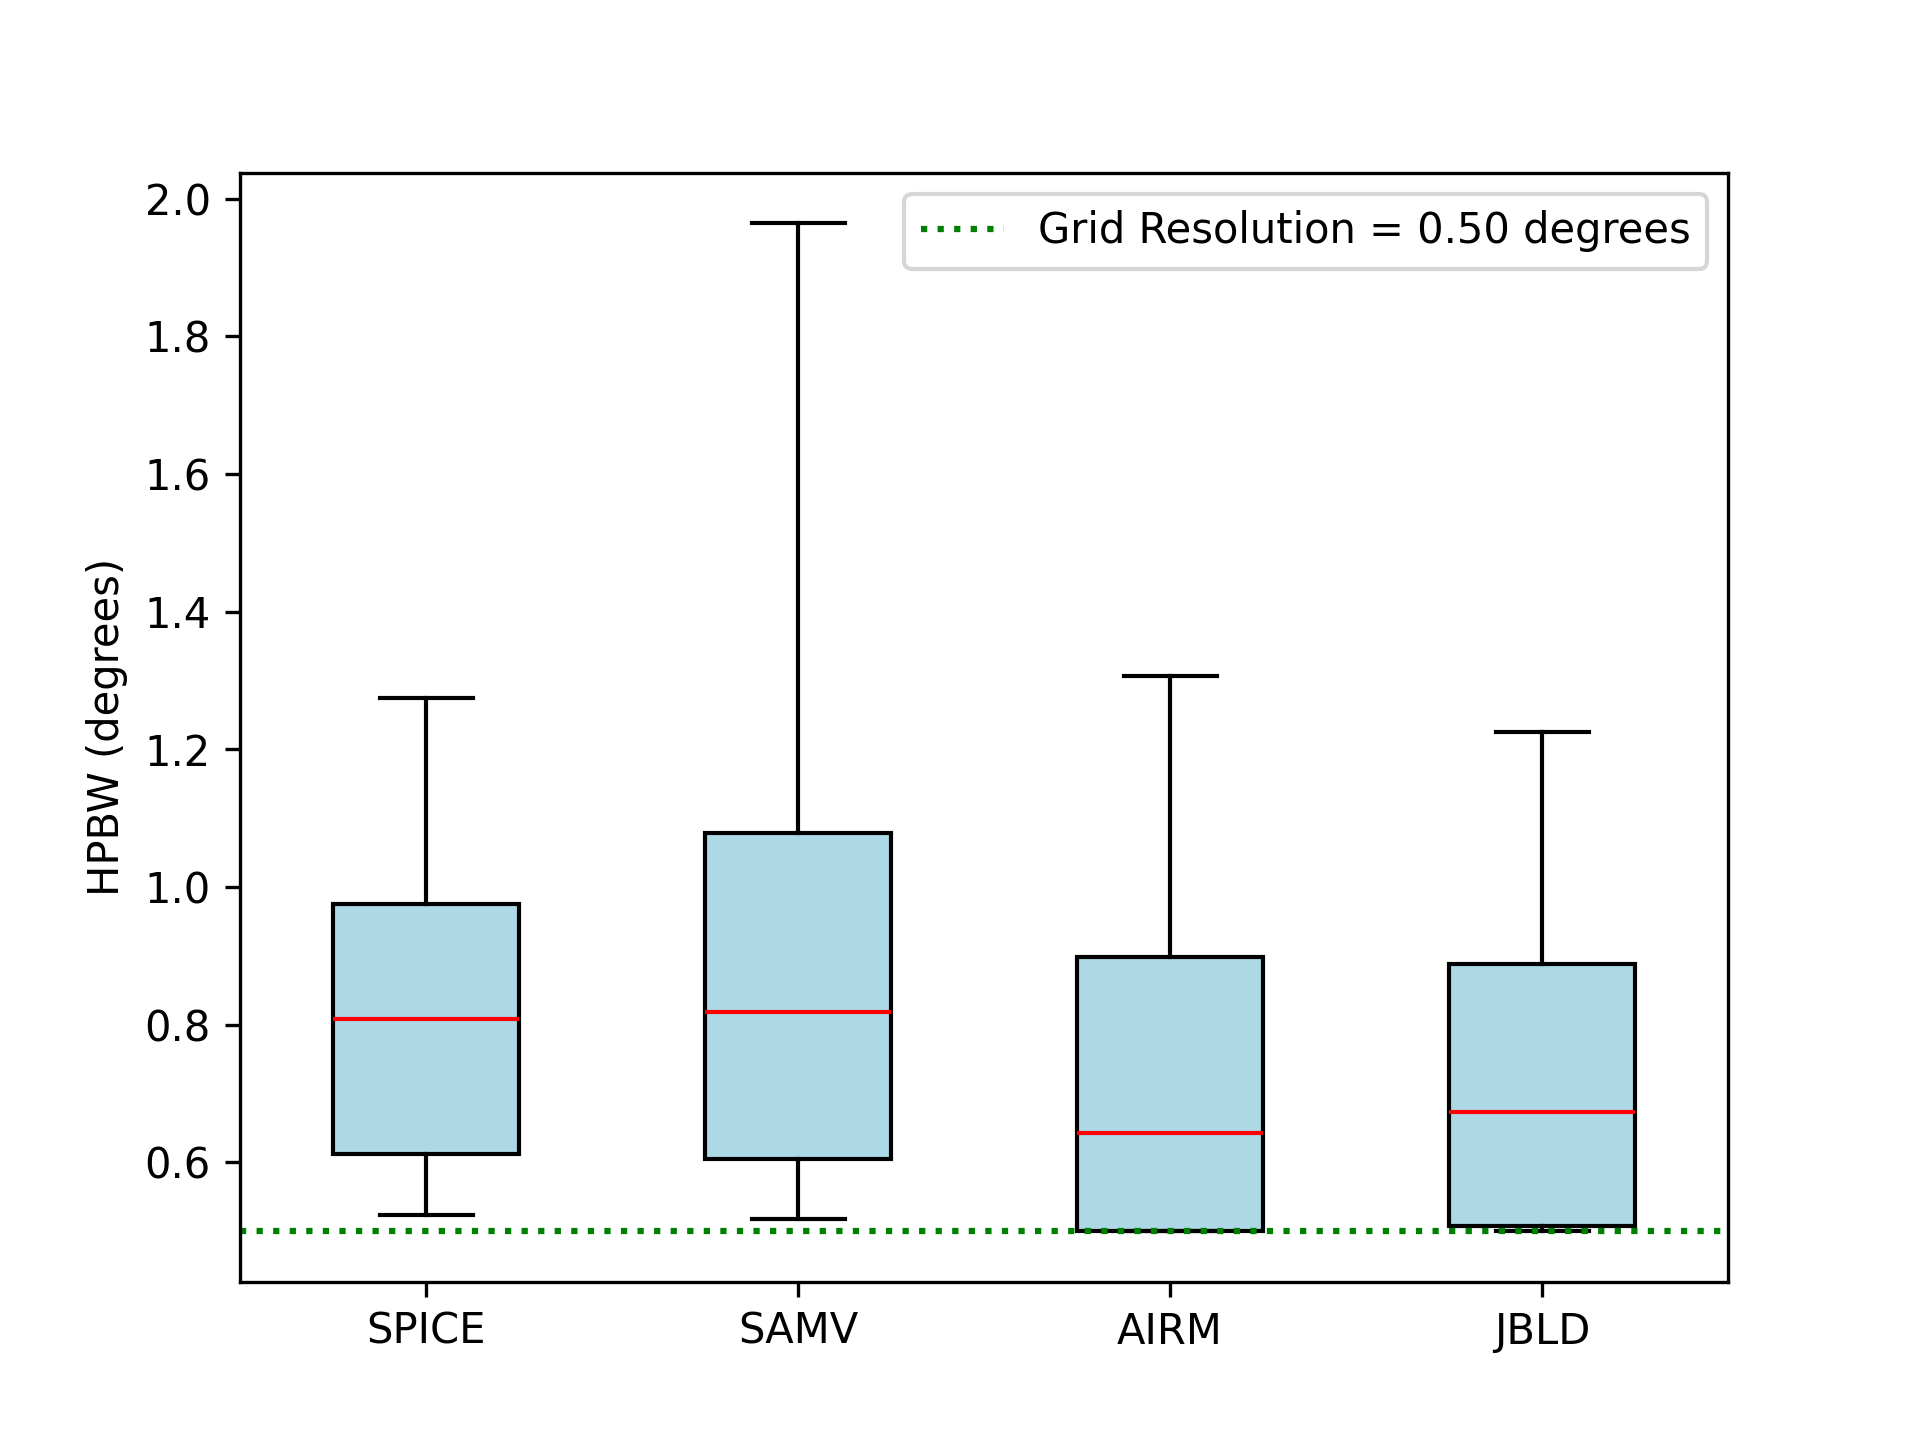 Grid Resolution = 0.50 degrees
2.0
1.8
1.6
1.4
1.2
1.0
0.8
0.6
HPBW (degrees)
SPICE
SAMV
AIRM
JBLD